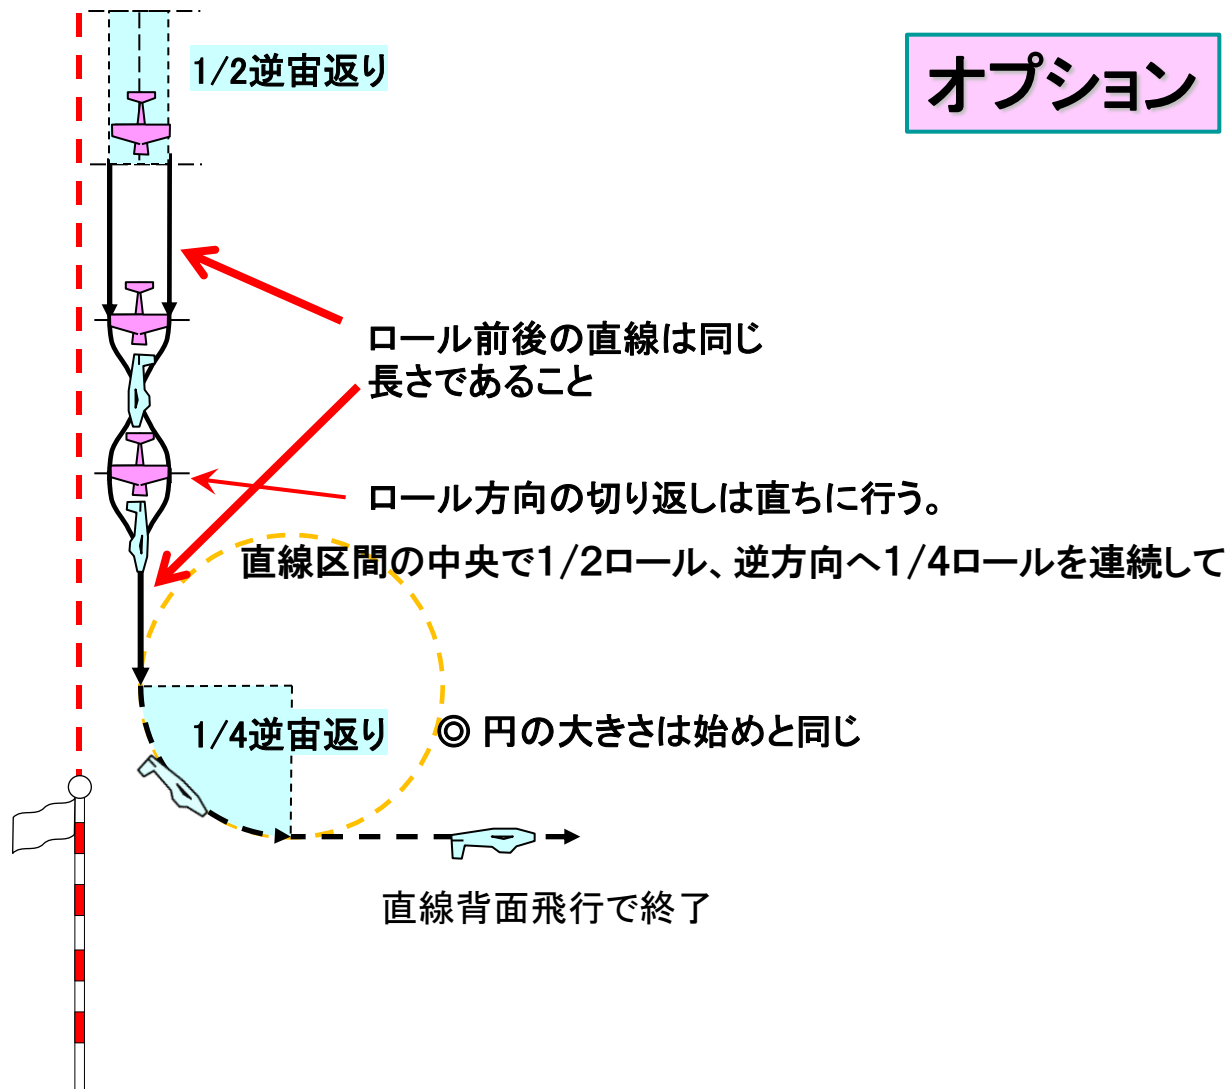 1/2逆宙返り
オプション
ロール前後の直線は同じ
長さであること
ロール方向の切り返しは直ちに行う。
直線区間の中央で1/2ロール、逆方向へ1/4ロールを連続して
1/4逆宙返り
◎ 円の大きさは始めと同じ
直線背面飛行で終了